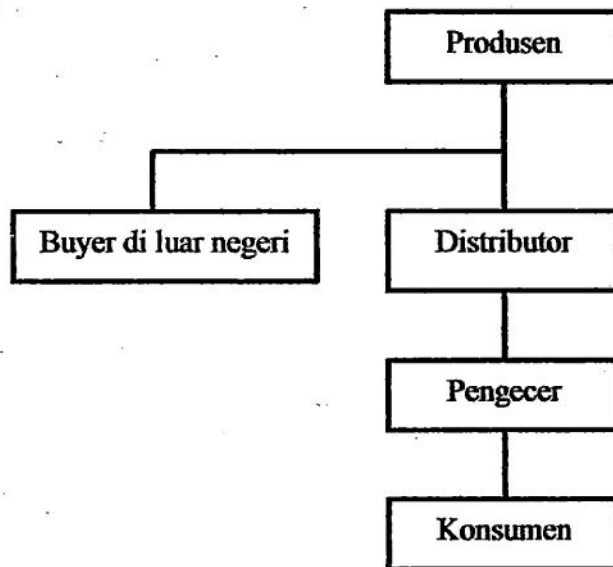 Produsen
Buyer di luar negeri
Distributor
Pengecer
Konsumen